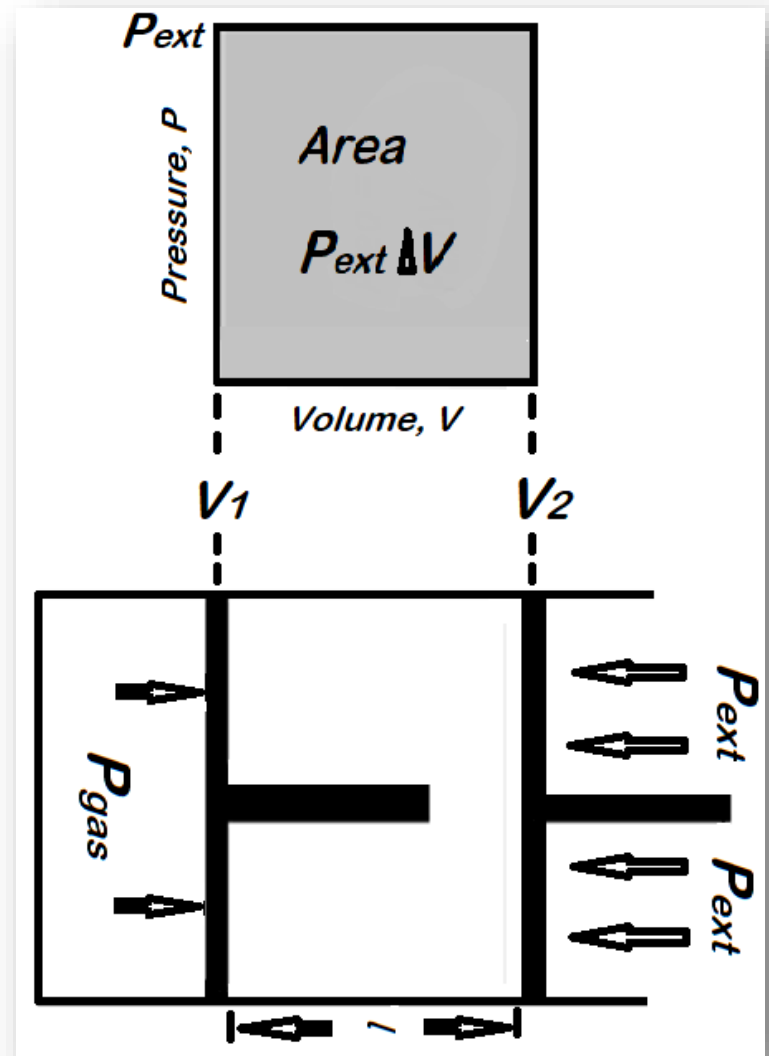 Pext
Pressure, P
Area
Pext ΔV
Volume, V
V1
V2
Pgas
Pext
Pext
l